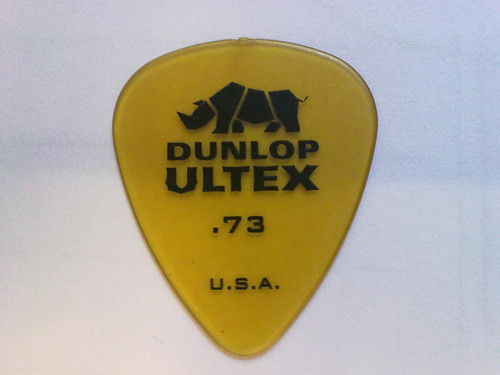 DUNLOP
ULTEX
.73
U.S.A.